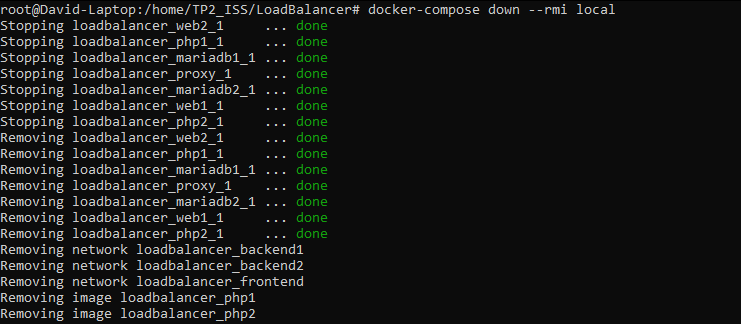 root@David-Laptop:/home/TP2_ISS/LoadBalancer# docker-compose down --rmi local
Stopping loadbalancer_web2_1     ... done
Stopping loadbalancer_php1_1     ... done
Stopping loadbalancer_mariadb1_1 ... done
Stopping loadbalancer_proxy_1    ... done
Stopping loadbalancer_mariadb2_1 ... done
Stopping loadbalancer_web1_1     ... done
Stopping loadbalancer_php2_1     ... done
Removing loadbalancer_web2_1     ... done
Removing loadbalancer_php1_1     ... done
Removing loadbalancer_mariadb1_1 ... done
Removing loadbalancer_proxy_1    ... done
Removing loadbalancer_mariadb2_1 ... done
Removing loadbalancer_web1_1     ... done
Removing loadbalancer_php2_1     ... done
Removing network loadbalancer_backend1
Removing network loadbalancer_backend2
Removing network loadbalancer_frontend
Removing image loadbalancer_php1
Removing image loadbalancer_php2